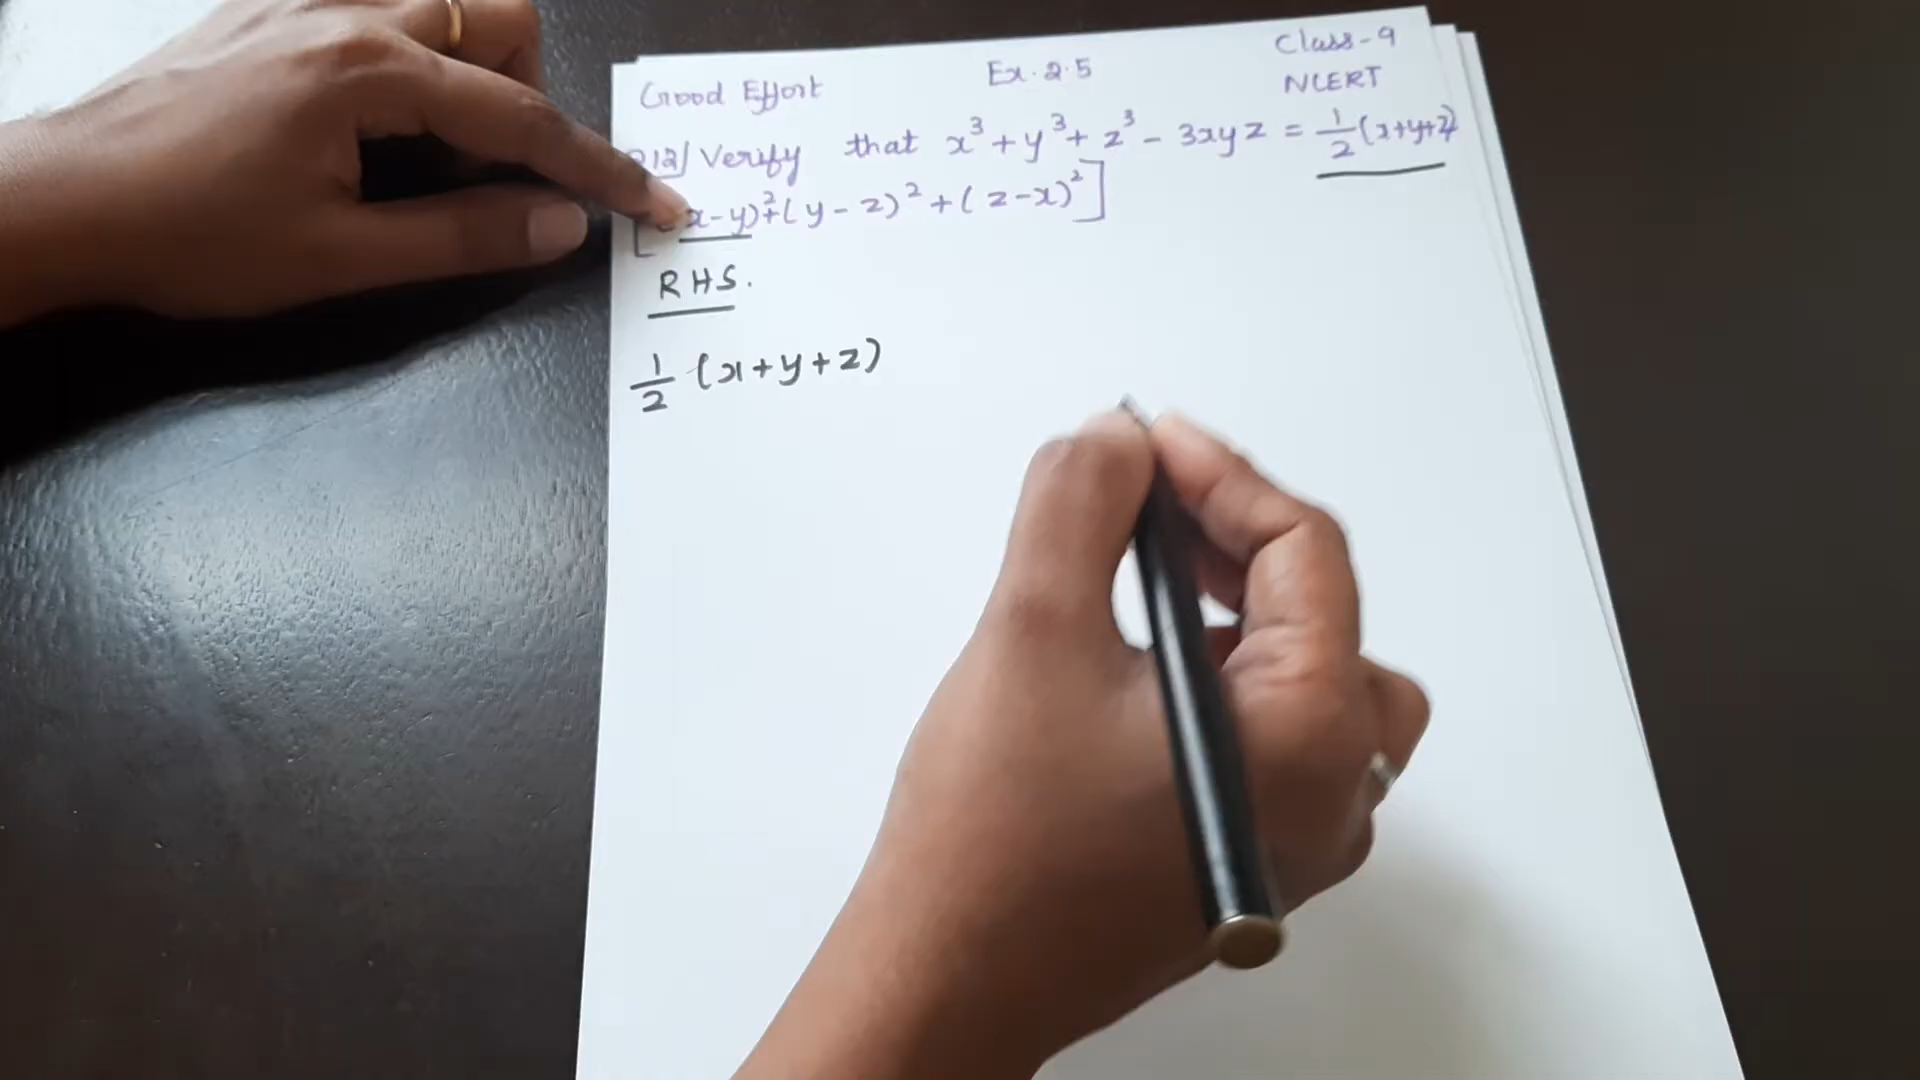 Good Effort Ex. 2.5 Class-9
NCERT
12/ Verify that x³ + y³ + z³ - 3xyz = 1/2 (x+y+z)
[(x-y)²+(y-z)²+(z-x)²]
RHS.
1/2 (x+y+z)